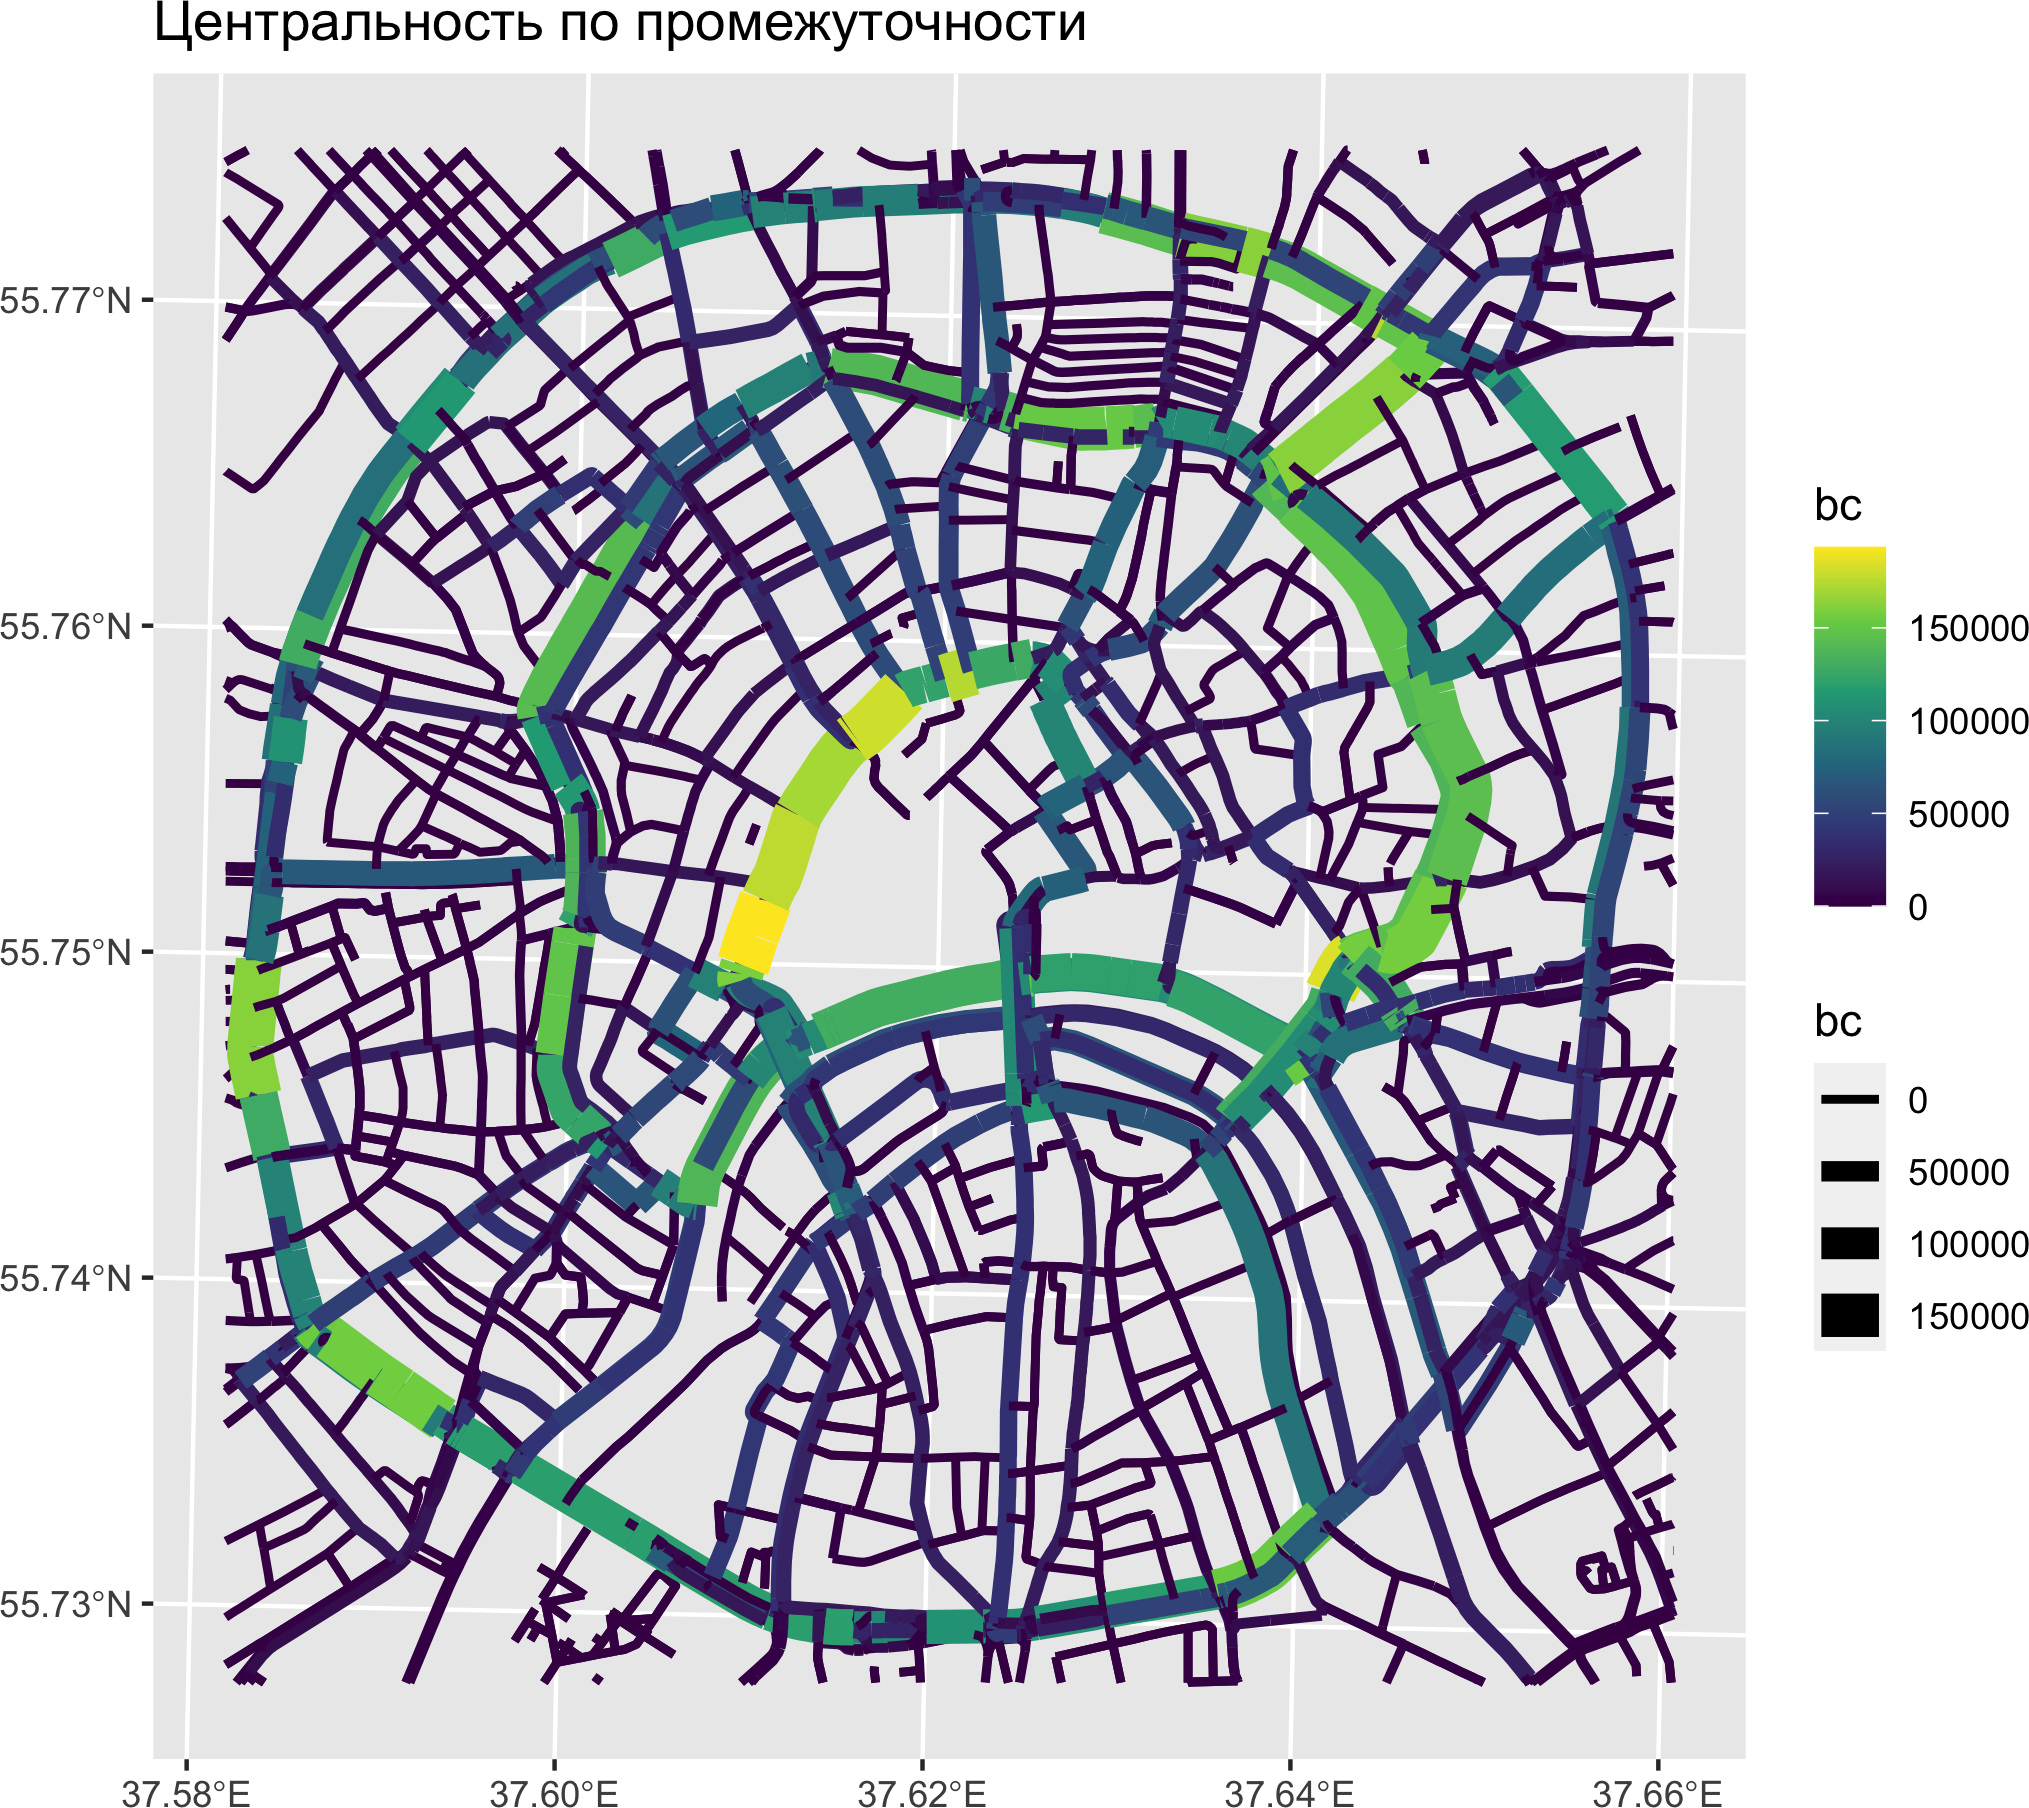 Центральность по промежуточности
55.77°N
55.76°N
55.75°N
55.74°N
55.73°N
37.58°E
37.60°E
37.62°E
37.64°E
37.66°E
bc
150000
100000
50000
0
bc
0
50000
100000
150000